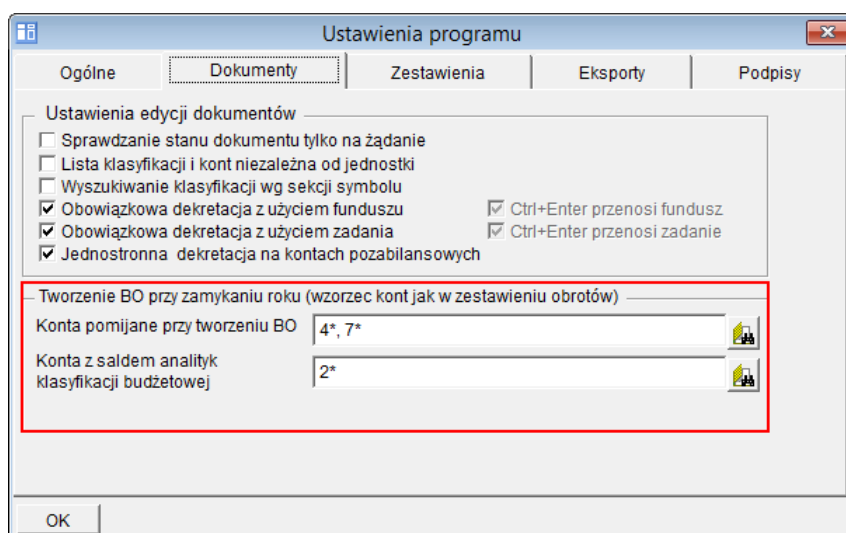 Ustawienia programu
Ogólne Dokumenty Zestawienia Eksporty Podpisy
Ustawienia edycji dokumentów
Sprawdzanie stanu dokumentu tylko na żądanie
Lista klasyfikacji i kont niezależna od jednostki
Wyszukiwanie klasyfikacji wg sekcji symbolu
Obowiązkowa dekretacja z użyciem funduszu Ctrl+Enter przenosi fundusz
Obowiązkowa dekretacja z użyciem zadania Ctrl+Enter przenosi zadanie
Jednostronna dekretacja na kontach pozabilansowych
Tworzenie BO przy zamykaniu roku (wzorzec kont jak w zestawieniu obrotów)
Konta pomijane przy tworzeniu BO 4*, 7*
Konta z saldem analityk
klasyfikacji budżetowej 2*
OK